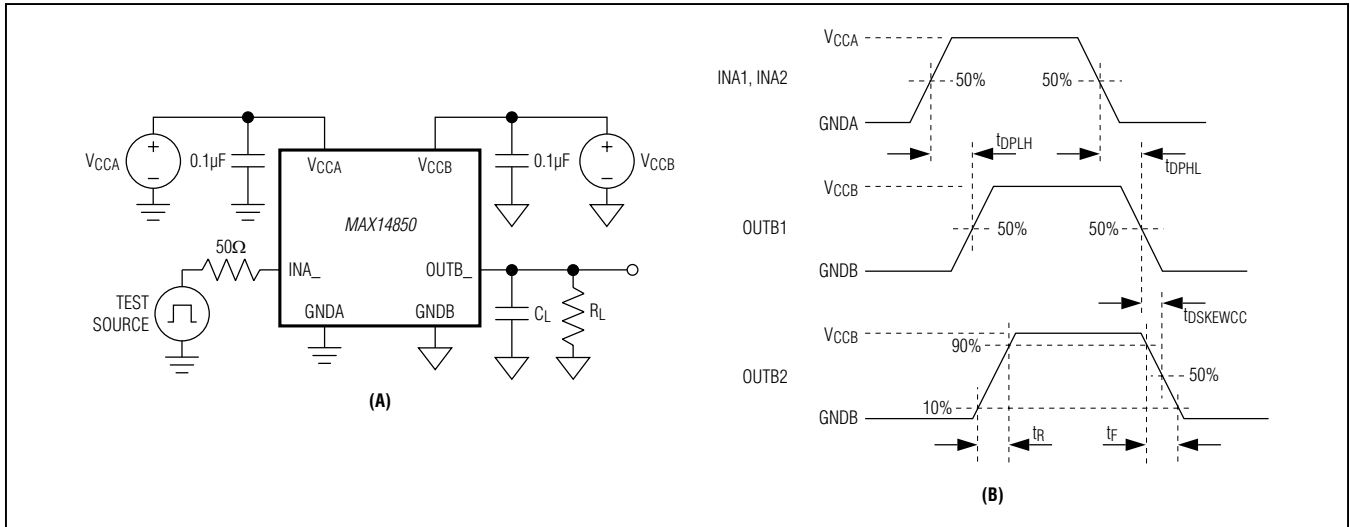 VCCA
0.1µF
VCCA
VCCB
0.1µF
VCCB
MAX14850
50Ω
INA_
OUTB_
TEST
SOURCE
GNDA
GNDB
CL
RL
(A)
VCCA
INA1, INA2
50%
50%
GNDA
tDPLH
tDPHL
VCCB
OUTB1
50%
50%
GNDB
tDSKEWCC
VCCB
90%
OUTB2
50%
10%
GNDB
tR
tF
(B)